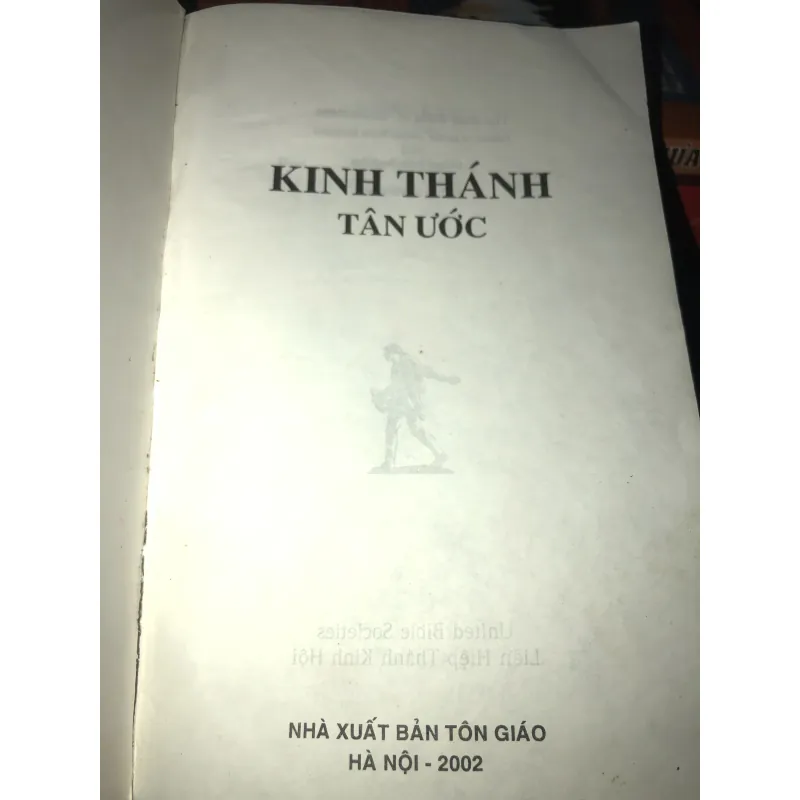 KINH THÁNH
TÂN ƯỚC
United Bible Societies
Liên Hiệp Thánh Kinh Hội
NHÀ XUẤT BẢN TÔN GIÁO
HÀ NỘI - 2002